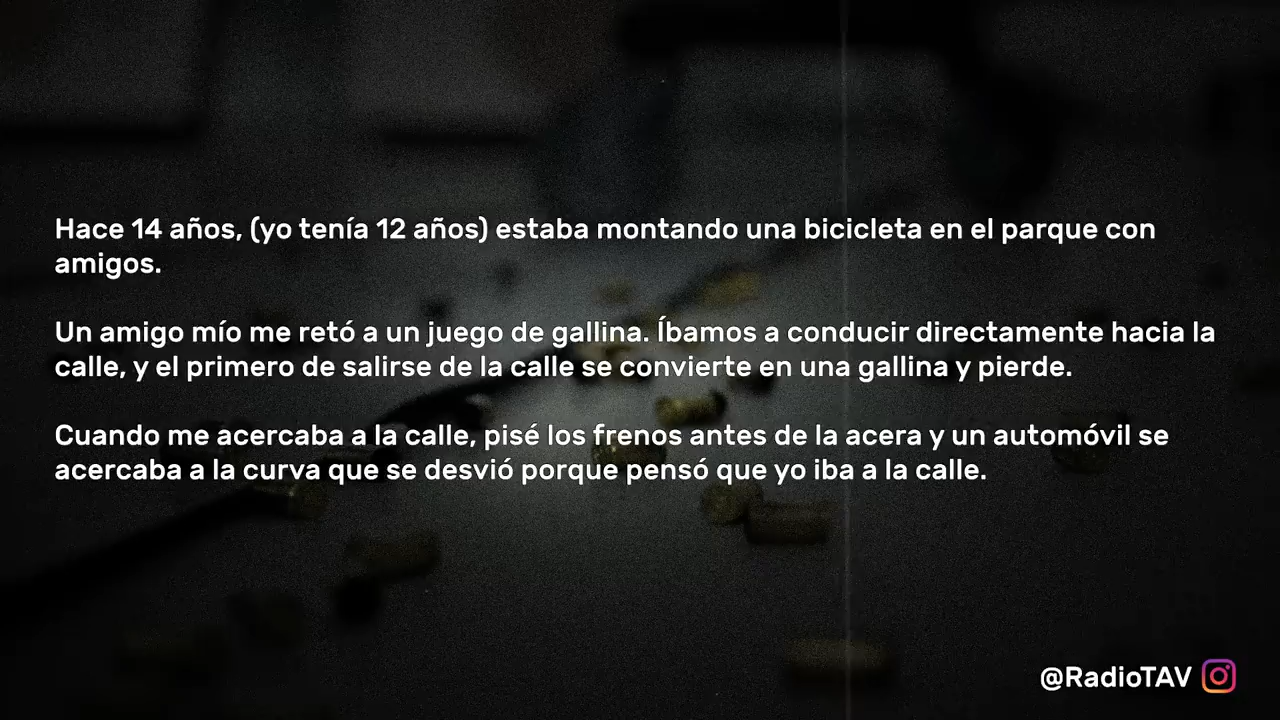 Hace 14 años, (yo tenía 12 años) estaba montando una bicicleta en el parque con
amigos.
Un amigo mío me retó a un juego de gallina. Íbamos a conducir directamente hacia la
calle, y el primero de salirse de la calle se convierte en una gallina y pierde.
Cuando me acercaba a la calle, pisé los frenos antes de la acera y un automóvil se
acercaba a la curva que se desvió porque pensó que yo iba a la calle.
@RadioTAV